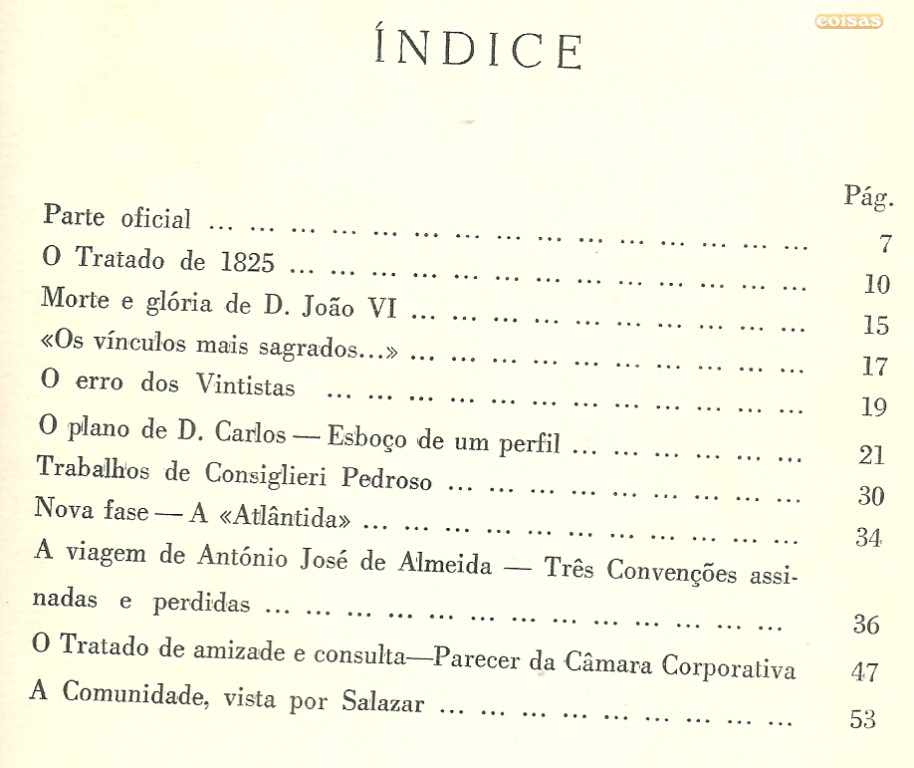 coisas
ÍNDICE
Pág.
Parte oficial ... ... ... ... ... ... ... ... ... ... ... ... ... ... ... 7
O Tratado de 1825 ... ... ... ... ... ... ... ... ... ... ... ... ... 10
Morte e glória de D. João VI ... ... ... ... ... ... ... ... ... ... 15
«Os vínculos mais sagrados...» ... ... ... ... ... ... ... ... ... ... 17
O erro dos Vintistas ... ... ... ... ... ... ... ... ... ... ... ... 19
O plano de D. Carlos — Esboço de um perfil ... ... ... ... ... ... 21
Trabalhos de Consiglieri Pedroso ... ... ... ... ... ... ... ... ... 30
Nova fase — A «Atlântida» ... ... ... ... ... ... ... ... ... ... ... 34
A viagem de António José de Almeida — Três Convenções assi-
nadas e perdidas ... ... ... ... ... ... ... ... ... ... ... ... ... 36
O Tratado de amizade e consulta—Parecer da Câmara Corporativa 47
A Comunidade, vista por Salazar ... ... ... ... ... ... ... ... ... 53